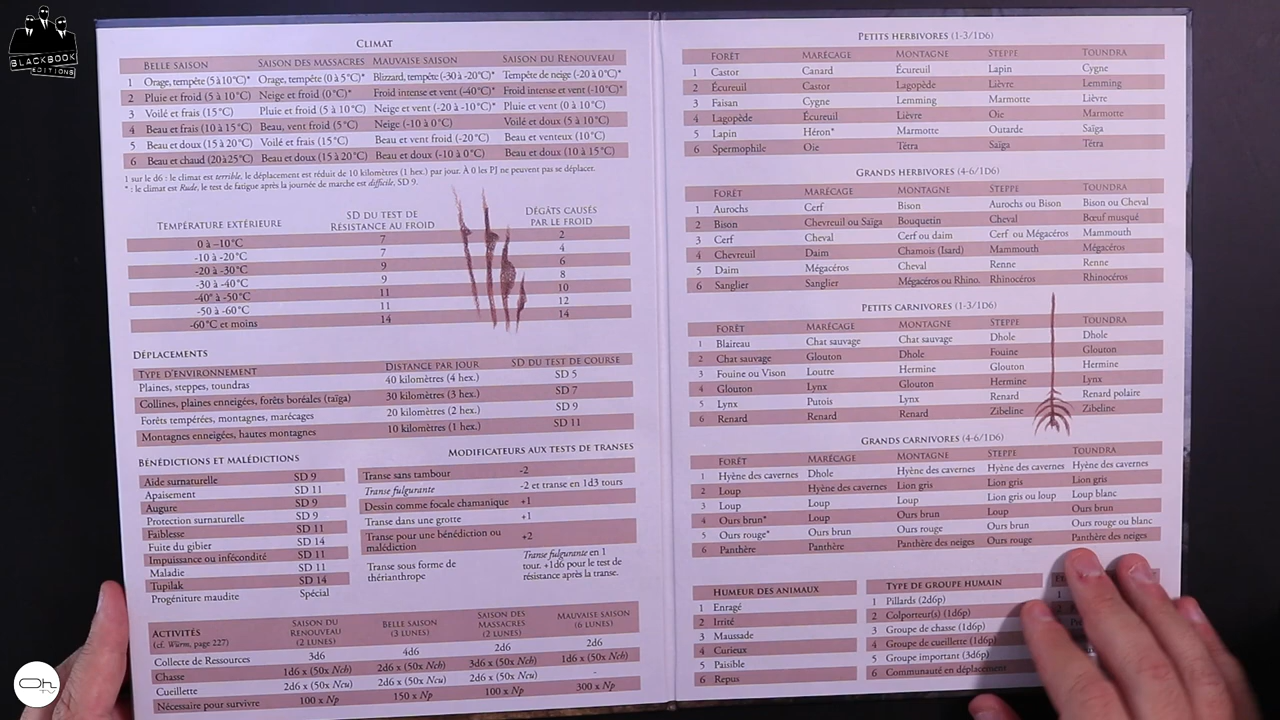 BLACKBOOK
ÉDITIONS
CLIMAT
BELLE SAISON SAISON DES MASSACRES MAUVAISE SAISON SAISON DU RENOUVEAU
1 Orage, tempête (5 à 10°C)* Orage, tempête (0 à 5°C)* Blizzard, tempête (-30 à -20°C)* Tempête de neige (-20 à 0°C)*
2 Pluie et froid (5 à 10°C) Neige et froid (0°C)* Froid intense et vent (-40°C)* Froid intense et vent (-10°C)*
3 Voilé et frais (15°C) Pluie et froid (5 à 10°C) Neige et vent (-20 à -10°C)* Pluie et vent (0 à 10°C)
4 Beau et frais (10 à 15°C) Beau, vent froid (5°C) Neige (-10 à 0°C) Voilé et doux (5 à 10°C)
5 Beau et doux (15 à 20°C) Voilé et frais (15°C) Beau et vent froid (-20°C) Beau et venteux (10°C)
6 Beau et chaud (20 à 25°C) Beau et doux (15 à 20°C) Beau et doux (-10 à 0°C) Beau et doux (10 à 15°C)
1 sur le d6 : le climat est terrible, le déplacement est réduit de 10 kilomètres (1 hex.) par jour. À 0 les PJ ne peuvent pas se déplacer.
* : le climat est Rude, le test de fatigue après la journée de marche est difficile, SD 9.
TEMPÉRATURE EXTÉRIEURE SD DU TEST DE RÉSISTANCE AU FROID DÉGÂTS CAUSÉS PAR LE FROID
0 à –10°C 7 2
-10 à -20°C 7 4
-20 à -30°C 9 6
-30 à -40°C 9 8
-40° à -50°C 11 10
-50 à -60°C 11 12
-60°C et moins 14 14
DÉPLACEMENTS
TYPE D'ENVIRONNEMENT DISTANCE PAR JOUR SD DU TEST DE COURSE
Plaines, steppes, toundras 40 kilomètres (4 hex.) SD 5
Collines, plaines enneigées, forêts boréales (taïga) 30 kilomètres (3 hex.) SD 7
Forêts tempérées, montagnes, marécages 20 kilomètres (2 hex.) SD 9
Montagnes enneigées, hautes montagnes 10 kilomètres (1 hex.) SD 11
BÉNÉDICTIONS ET MALÉDICTIONS
Aide surnaturelle SD 9
Apaisement SD 11
Augure SD 9
Protection surnaturelle SD 9
Faiblesse SD 11
Fuite du gibier SD 14
Impuissance ou infécondité SD 11
Maladie SD 11
Tupilak SD 14
Progéniture maudite Spécial
MODIFICATEURS AUX TESTS DE TRANSES
Transe sans tambour -2
Transe fulgurante -2 et transe en 1d3 tours
Dessin comme focale chamanique +1
Transe dans une grotte +1
Transe pour une bénédiction ou malédiction +2
Transe sous forme de thérianthrope Transe fulgurante en 1 tour. +1d6 pour le test de résistance après la transe.
ACTIVITÉS (cf. Würm, page 227) SAISON DU RENOUVEAU (2 LUNES) BELLE SAISON (3 LUNES) SAISON DES MASSACRES (2 LUNES) MAUVAISE SAISON (6 LUNES)
Collecte de Ressources 3d6 4d6 2d6 2d6
Chasse 1d6 x (50x Nch) 2d6 x (50x Nch) 3d6 x (50x Nch) 1d6 x (50x Nch)
Cueillette 2d6 x (50x Ncu) 2d6 x (50x Ncu) 2d6 x (50x Ncu) -
Nécessaire pour survivre 100 x Np 150 x Np 100 x Np 300 x Np
PETITS HERBIVORES (1-3/1D6)
FORÊT MARÉCAGE MONTAGNE STEPPE TOUNDRA
1 Castor Canard Écureuil Lapin Cygne
2 Écureuil Castor Lagopède Lièvre Lemming
3 Faisan Cygne Lemming Marmotte Lièvre
4 Lagopède Écureuil Lièvre Oie Marmotte
5 Lapin Héron* Marmotte Outarde Saïga
6 Spermophile Oie Tétra Saïga Tétra
GRANDS HERBIVORES (4-6/1D6)
FORÊT MARÉCAGE MONTAGNE STEPPE TOUNDRA
1 Aurochs Cerf Bison Aurochs ou Bison Bison ou Cheval
2 Bison Chevreuil ou Saïga Bouquetin Cheval Bœuf musqué
3 Cerf Cheval Cerf ou daim Cerf ou Mégacéros Mammouth
4 Chevreuil Daim Chamois (Isard) Mammouth Mégacéros
5 Daim Mégacéros Cheval Renne Renne
6 Sanglier Sanglier Mégacéros ou Rhino. Rhinocéros Rhinocéros
PETITS CARNIVORES (1-3/1D6)
FORÊT MARÉCAGE MONTAGNE STEPPE TOUNDRA
1 Blaireau Chat sauvage Chat sauvage Dhole Dhole
2 Chat sauvage Glouton Dhole Fouine Glouton
3 Fouine ou Vison Loutre Hermine Glouton Hermine
4 Glouton Lynx Glouton Hermine Lynx
5 Lynx Putois Lynx Renard Renard polaire
6 Renard Renard Renard Zibeline Zibeline
GRANDS CARNIVORES (4-6/1D6)
FORÊT MARÉCAGE MONTAGNE STEPPE TOUNDRA
1 Hyène des cavernes Dhole Hyène des cavernes Hyène des cavernes Hyène des cavernes
2 Loup Hyène des cavernes Lion gris Lion gris Lion gris
3 Loup Loup Loup Lion gris ou loup Loup blanc
4 Ours brun* Loup Ours brun Loup Ours brun
5 Ours rouge* Ours brun Ours rouge Ours brun Ours rouge ou blanc
6 Panthère Panthère Panthère des neiges Ours rouge Panthère des neiges
HUMEUR DES ANIMAUX
1 Enragé
2 Irrité
3 Maussade
4 Curieux
5 Paisible
6 Repus
TYPE DE GROUPE HUMAIN
1 Pillards (2d6p)
2 Colporteur(s) (1d6p)
3 Groupe de chasse (1d6p)
4 Groupe de cueillette (1d6p)
5 Groupe important (3d6p)
6 Communauté en déplacement
Oh
TV